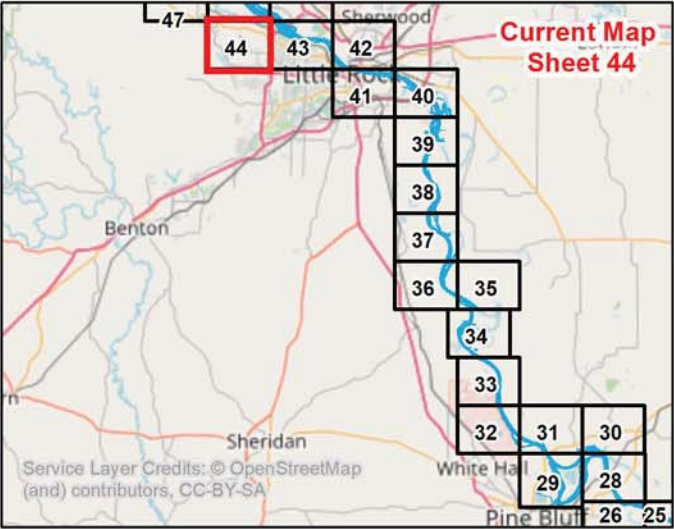 47
Sherwood
Current Map
Sheet 44
44
43
42
Little Rock
41
40
39
38
Benton
37
36
35
34
33
32
31
30
Sheridan
White Hall
29
28
Service Layer Credits: © OpenStreetMap
(and) contributors, CC-BY-SA
Pine Bluff
26
25